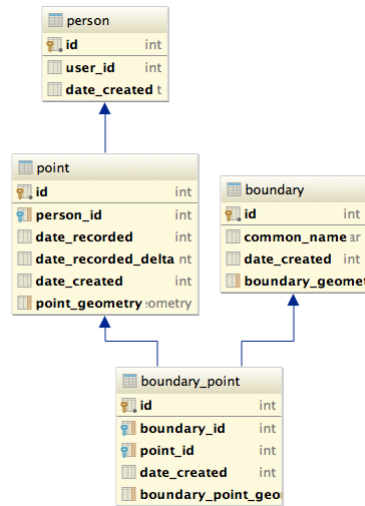 person
id int
user_id int
date_created t
point
id int
person_id int
date_recorded int
date_recorded_delta nt
date_created int
point_geometry :ometry
boundary
id int
common_name ar
date_created int
boundary_geomet
boundary_point
id int
boundary_id int
point_id int
date_created int
boundary_point_geo